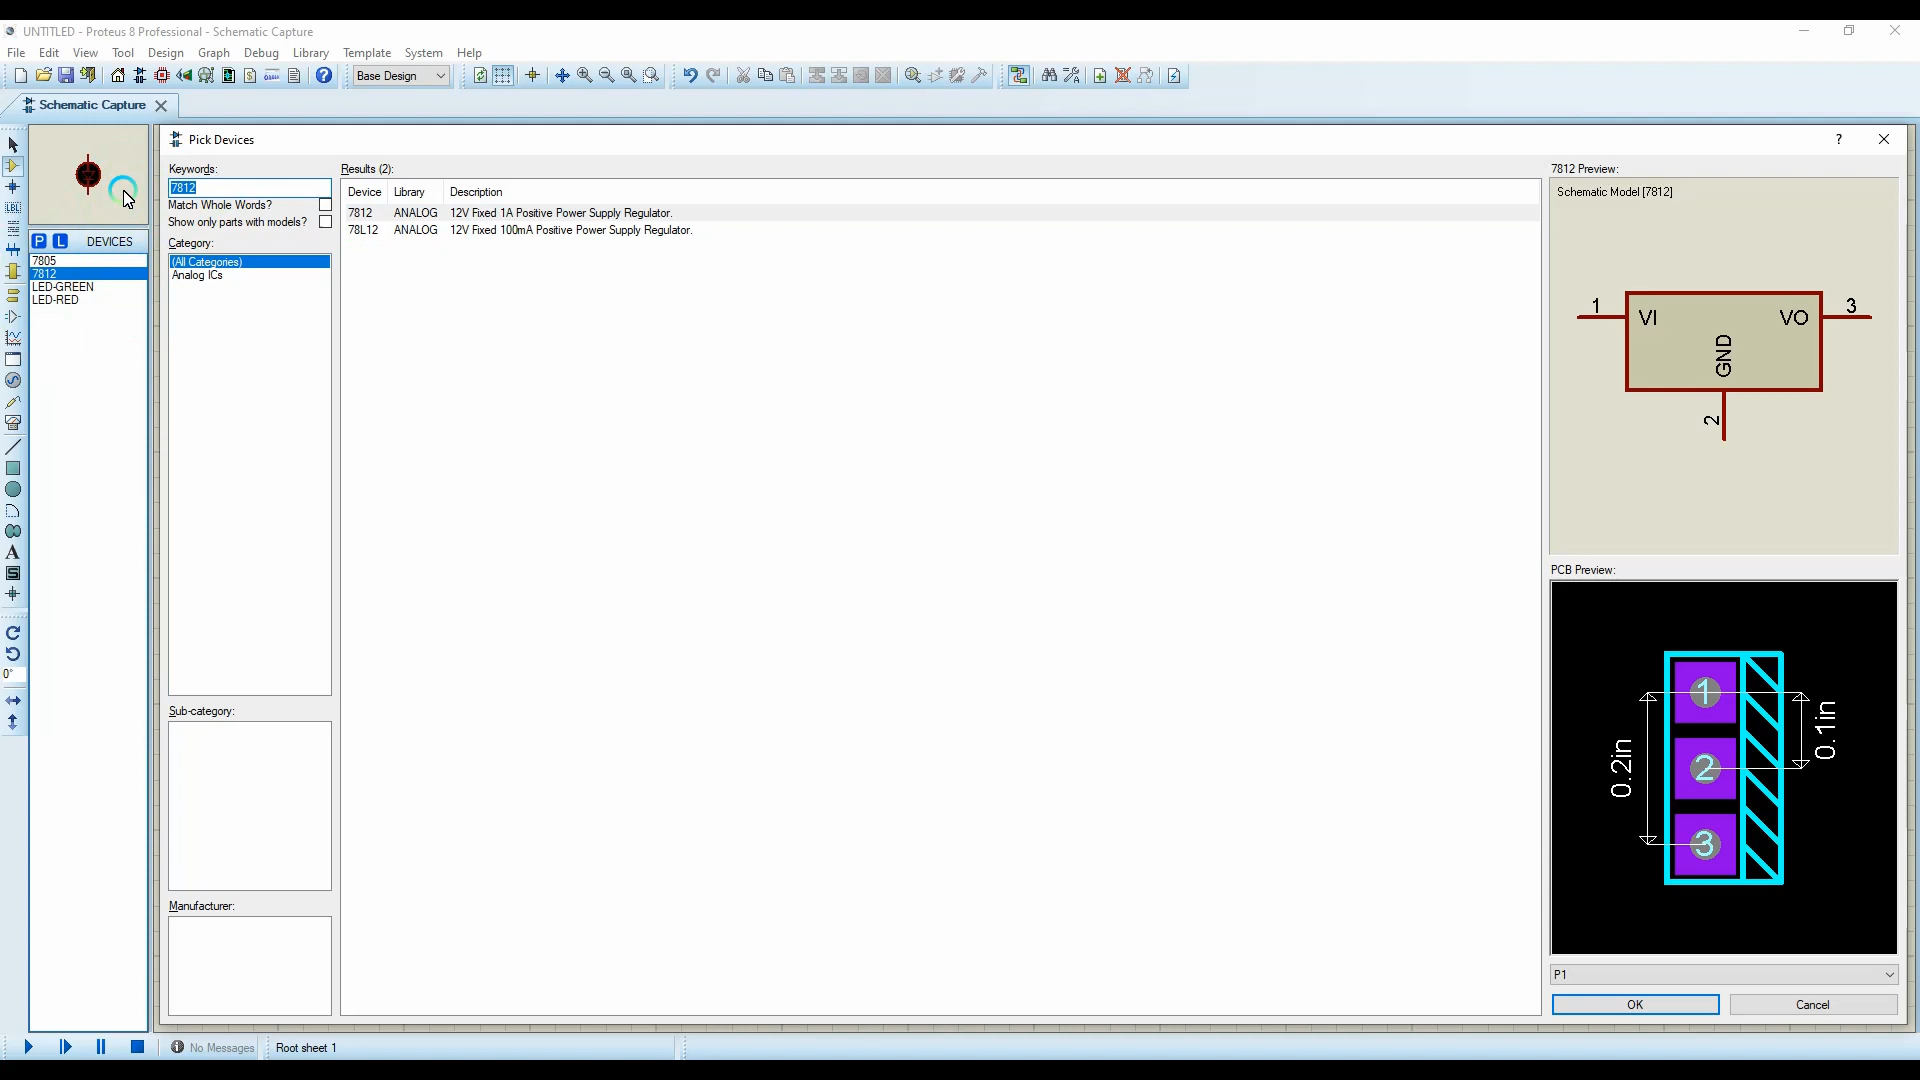 UNTITLED - Proteus 8 Professional - Schematic Capture
File Edit View Tool Design Graph Debug Library Template System Help
Base Design
Schematic Capture
Pick Devices
Keywords:
7812
Match Whole Words?
Show only parts with models?
Category:
(All Categories)
Analog ICs
Sub-category:
Manufacturer:
Results (2):
Device Library Description
7812 ANALOG 12V Fixed 1A Positive Power Supply Regulator.
78L12 ANALOG 12V Fixed 100mA Positive Power Supply Regulator.
7812 Preview:
Schematic Model [7812]
1 VI VO 3
GND
2
PCB Preview:
1
2
3
0.2in
0.1in
P1
OK Cancel
P L DEVICES
7805
7812
LED-GREEN
LED-RED
LBL
A
S
0°
No Messages Root sheet 1